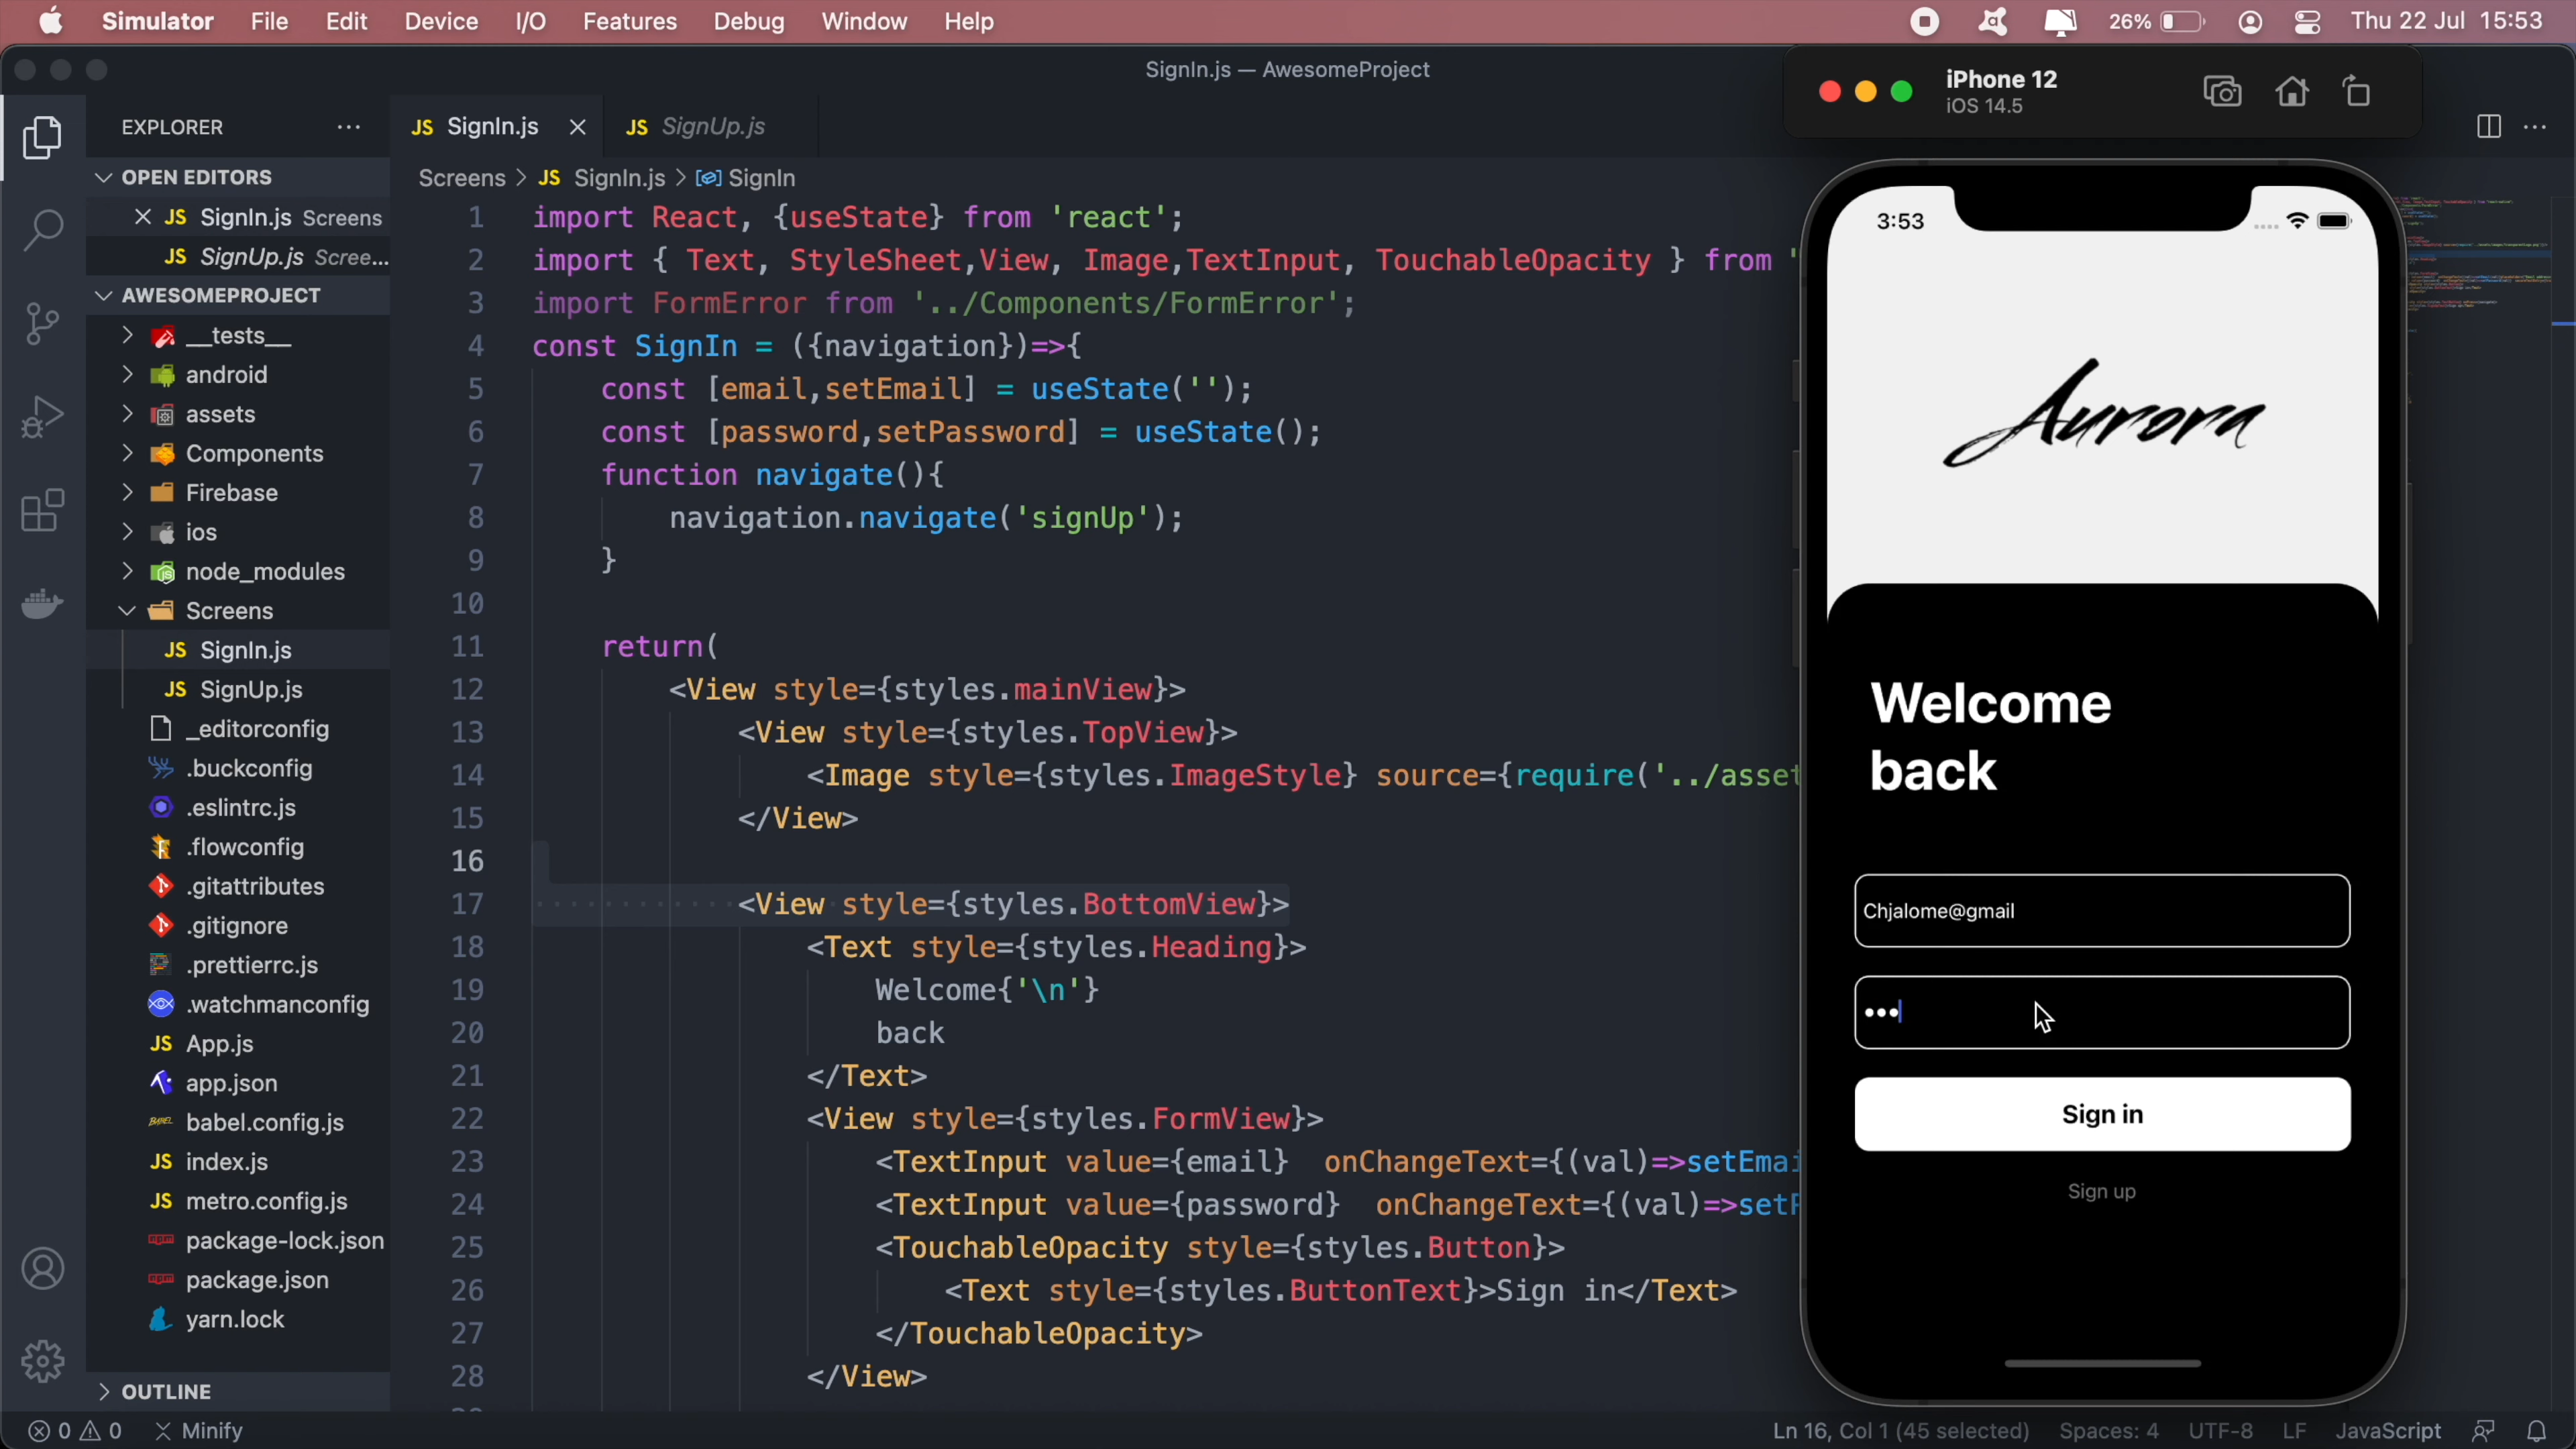 Simulator File Edit Device I/O Features Debug Window Help
26% Thu 22 Jul 15:53
SignIn.js — AwesomeProject
EXPLORER
OPEN EDITORS
SignIn.js Screens
SignUp.js Scree...
AWESOMEPROJECT
__tests__
android
assets
Components
Firebase
ios
node_modules
Screens
SignIn.js
SignUp.js
_editorconfig
.buckconfig
.eslintrc.js
.flowconfig
.gitattributes
.gitignore
.prettierrc.js
.watchmanconfig
App.js
app.json
babel.config.js
index.js
metro.config.js
package-lock.json
package.json
yarn.lock
OUTLINE
JS SignIn.js JS SignUp.js
Screens > JS SignIn.js > SignIn
1 import React, {useState} from 'react';
2 import { Text, StyleSheet,View, Image,TextInput, TouchableOpacity } from '
3 import FormError from '../Components/FormError';
4 const SignIn = ({navigation})=>{
5 const [email,setEmail] = useState('');
6 const [password,setPassword] = useState();
7 function navigate(){
8 navigation.navigate('signUp');
9 }
10
11 return(
12 <View style={styles.mainView}>
13 <View style={styles.TopView}>
14 <Image style={styles.ImageStyle} source={require('../asset
15 </View>
16
17 <View style={styles.BottomView}>
18 <Text style={styles.Heading}>
19 Welcome{'\n'}
20 back
21 </Text>
22 <View style={styles.FormView}>
23 <TextInput value={email} onChangeText={(val)=>setEmai
24 <TextInput value={password} onChangeText={(val)=>setP
25 <TouchableOpacity style={styles.Button}>
26 <Text style={styles.ButtonText}>Sign in</Text>
27 </TouchableOpacity>
28 </View>
iPhone 12
iOS 14.5
3:53
Aurora
Welcome
back
Chjalome@gmail
•••
Sign in
Sign up
0 0 Minify
Ln 16, Col 1 (45 selected) Spaces: 4 UTF-8 LF JavaScript